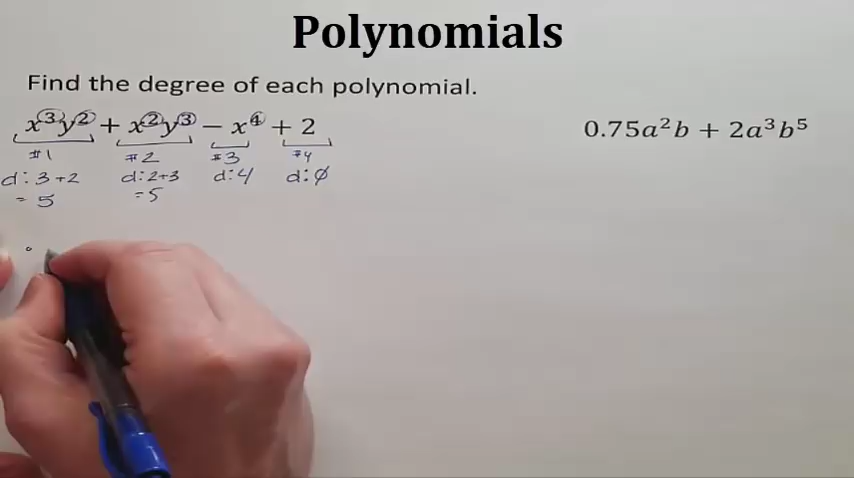 Polynomials
Find the degree of each polynomial.
x³y² + x²y³ − x⁴ + 2
0.75a²b + 2a³b⁵
#1 #2 #3 #4
d: 3+2 d: 2+3 d: 4 d: 0
= 5 = 5